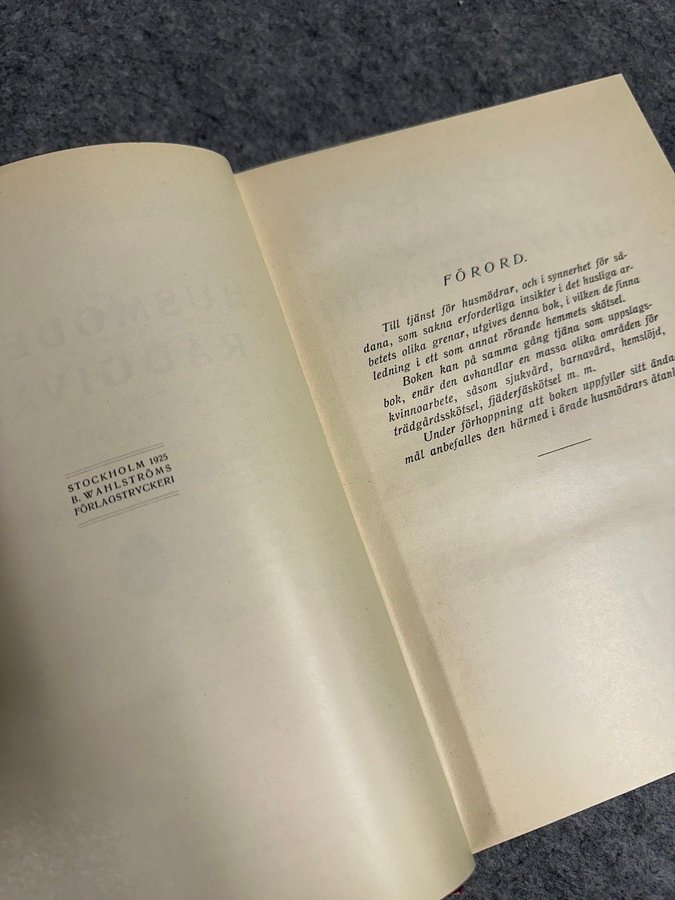 STOCKHOLM 1925
B. WAHLSTRÖMS
FÖRLAGSTRYCKERI
FÖRORD.
Till tjänst för husmödrar, och i synnerhet för så-
dana, som sakna erforderliga insikter i det husliga ar-
betets olika grenar, utgives denna bok, i vilken de finna
ledning i ett som annat rörande hemmets skötsel.
Boken kan på samma gång tjäna som uppslags-
bok, enär den avhandlar en massa olika områden för
kvinnoarbete, såsom sjukvård, barnavård, hemslöjd,
trädgårdsskötsel, fjäderfäskötsel m. m.
Under förhoppning att boken uppfyller sitt ända
mål anbefalles den härmed i ärade husmödrars